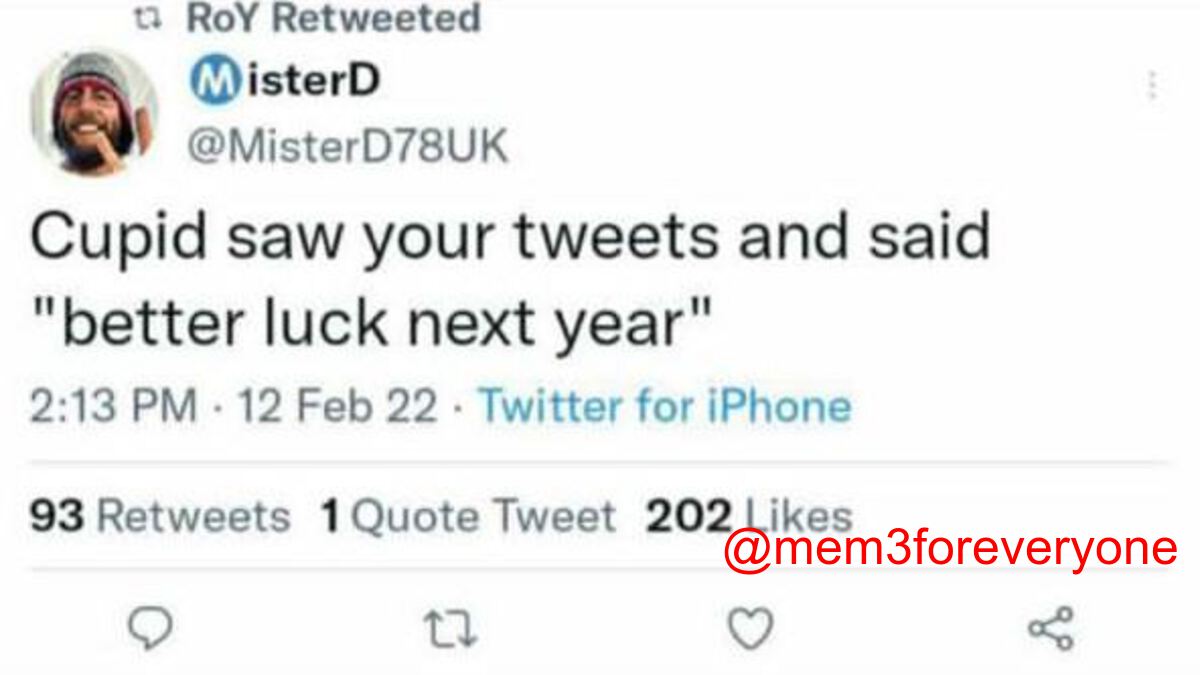 RoY Retweeted
MisterD
@MisterD78UK
Cupid saw your tweets and said
"better luck next year"
2:13 PM · 12 Feb 22 · Twitter for iPhone
93 Retweets 1 Quote Tweet 202 Likes
@mem3foreveryone